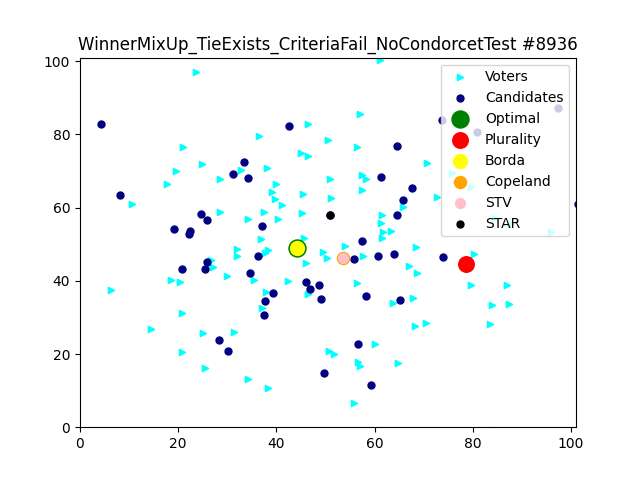 WinnerMixUp_TieExists_CriteriaFail_NoCondorcetTest #8936
100
80
60
40
20
0
0 20 40 60 80 100
Voters
Candidates
Optimal
Plurality
Borda
Copeland
STV
STAR